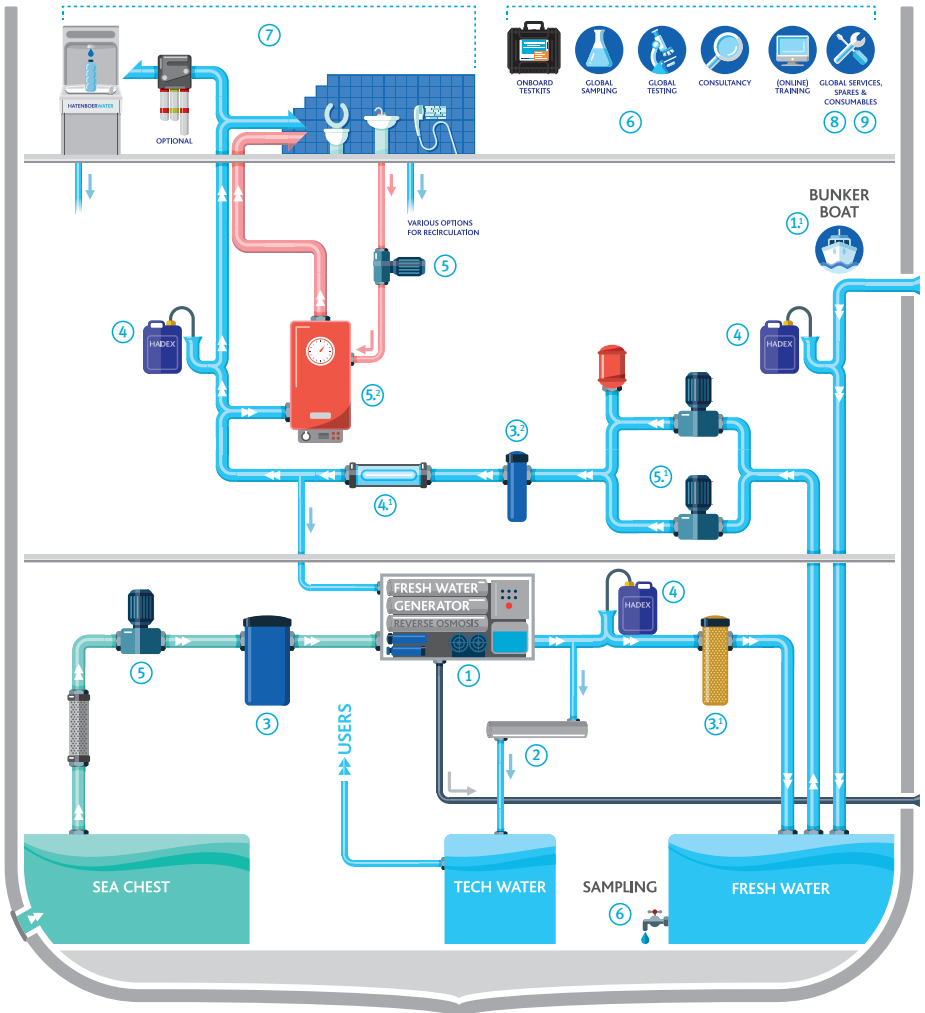 7
HATENBOERWATER
OPTIONAL
ONBOARD
TESTKITS
GLOBAL
SAMPLING
GLOBAL
TESTING
CONSULTANCY
(ONLINE)
TRAINING
GLOBAL SERVICES,
SPARES &
CONSUMABLES
6
8
9
BUNKER
BOAT
1.¹
VARIOUS OPTIONS
FOR RECIRCULATION
5
4
HADEX
4
HADEX
5.²
3.²
5.¹
4.¹
FRESH WATER
GENERATOR
REVERSE OSMOSIS
HADEX
4
5
3
1
3.¹
2
USERS
SEA CHEST
TECH WATER
SAMPLING
6
FRESH WATER